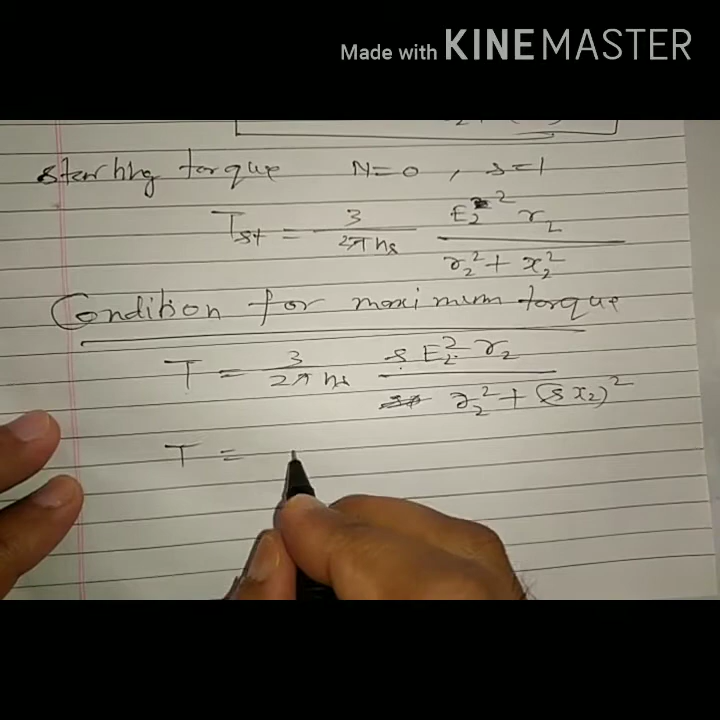 Made with KINEMASTER
starting torque N=0 , s=1
Tst = 3/2πns E2² r2 / r2² + x2²
Condition for maximum torque
T = 3/2πns s E2² r2 / r2² + (s x2)²
T =